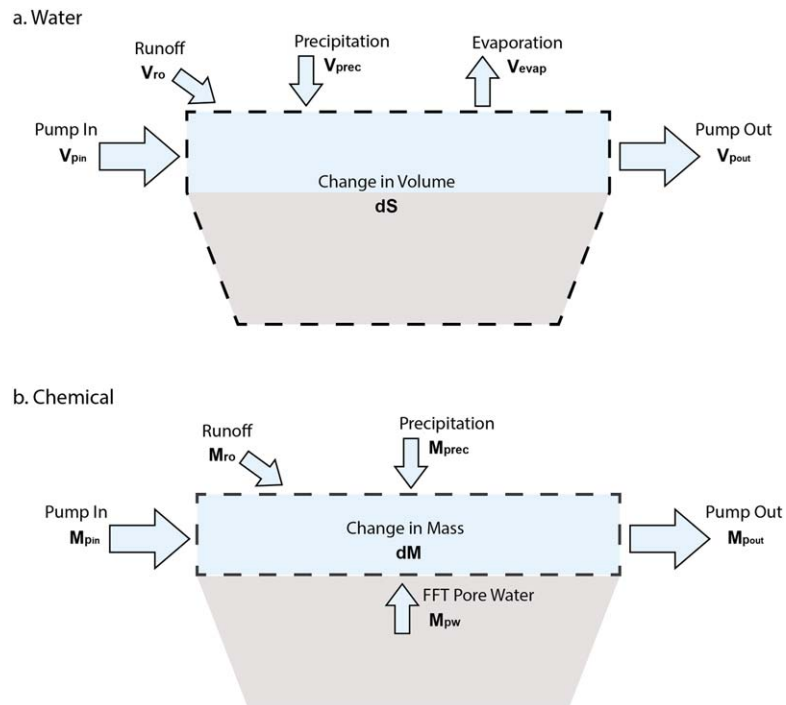 a. Water
Runoff
Vro
Precipitation
Vprec
Evaporation
Vevap
Pump In
Vpin
Pump Out
Vpout
Change in Volume
dS
b. Chemical
Runoff
Mro
Precipitation
Mprec
Pump In
Mpin
Pump Out
Mpout
Change in Mass
dM
FFT Pore Water
Mpw